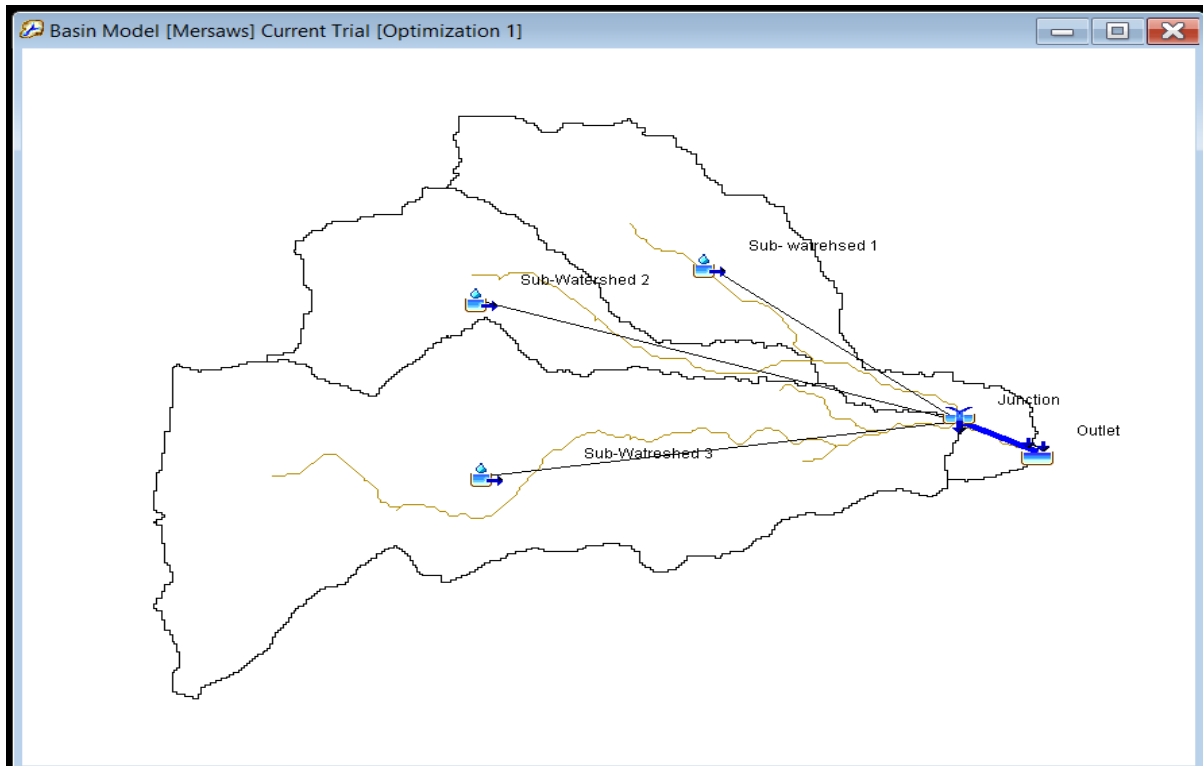 Basin Model [Mersaws] Current Trial [Optimization 1]
Sub- watrehsed 1
Sub-Watershed 2
Junction
Outlet
Sub-Watreshed 3